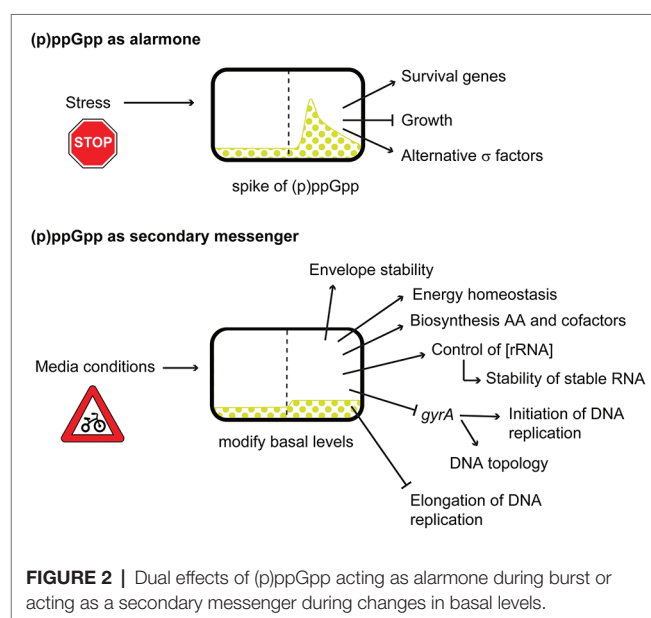 (p)ppGpp as alarmone
Stress
STOP
Survival genes
Growth
Alternative σ factors
spike of (p)ppGpp
(p)ppGpp as secondary messenger
Envelope stability
Energy homeostasis
Biosynthesis AA and cofactors
Media conditions
Control of [rRNA]
Stability of stable RNA
gyrA
Initiation of DNA
replication
modify basal levels
DNA topology
Elongation of DNA
replication
FIGURE 2 | Dual effects of (p)ppGpp acting as alarmone during burst or
acting as a secondary messenger during changes in basal levels.